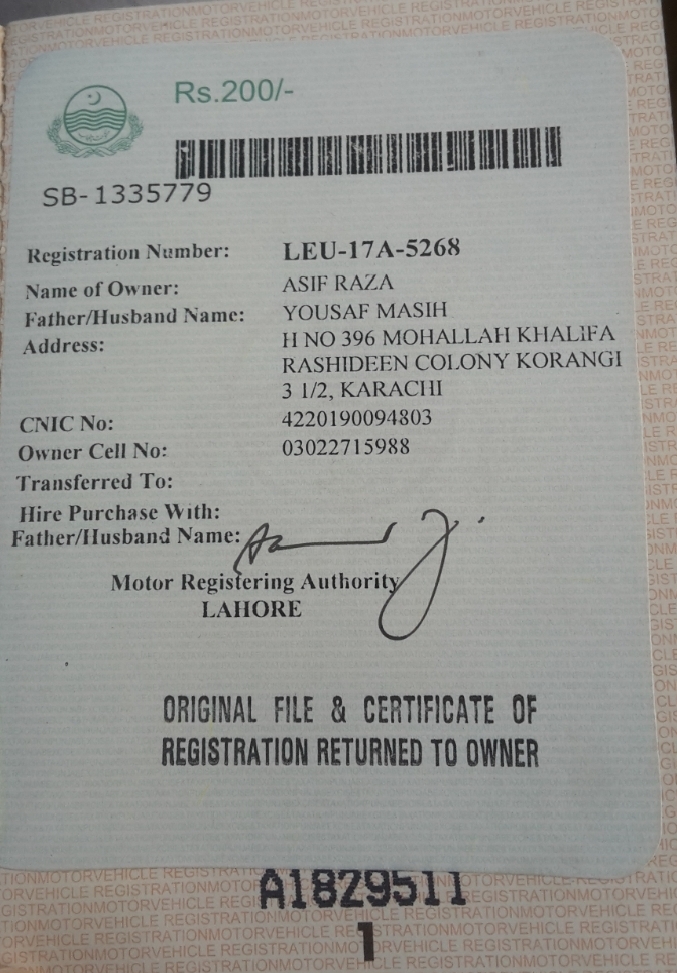 Rs.200/-
SB-1335779
Registration Number: LEU-17A-5268
Name of Owner: ASIF RAZA
Father/Husband Name: YOUSAF MASIH
Address: H NO 396 MOHALLAH KHALIFA
RASHIDEEN COLONY KORANGI
3 1/2, KARACHI
CNIC No: 4220190094803
Owner Cell No: 03022715988
Transferred To:
Hire Purchase With:
Father/Husband Name:
Motor Registering Authority
LAHORE
ORIGINAL FILE & CERTIFICATE OF
REGISTRATION RETURNED TO OWNER
A1829511
1